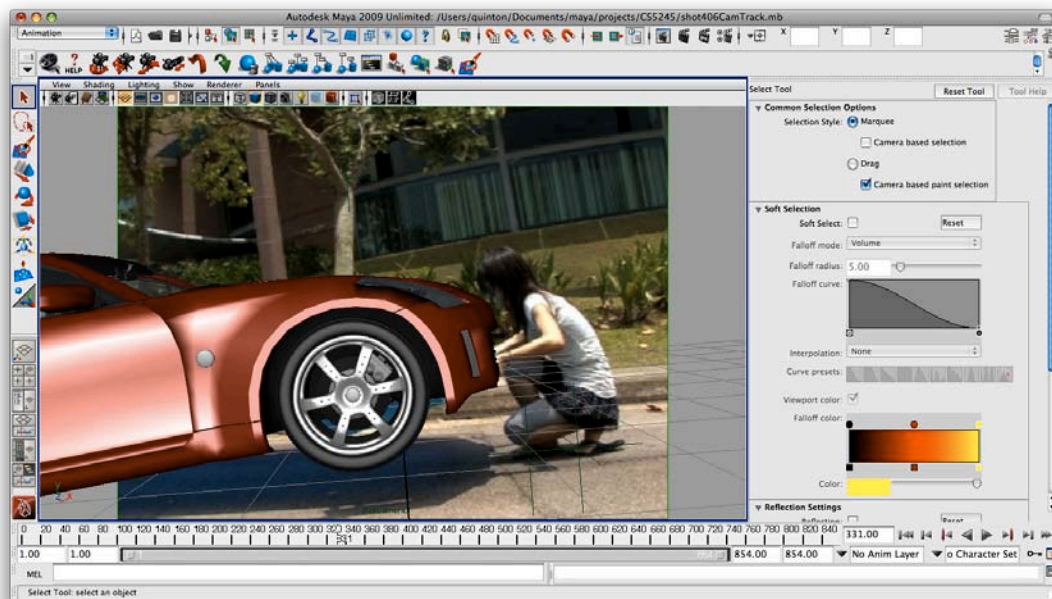 Autodesk Maya 2009 Unlimited: /Users/quinton/Documents/maya/projects/CS5245/shot406CamTrack.mb
Animation
X Y Z
HELP
View Shading Lighting Show Renderer Panels
Select Tool Reset Tool Tool Help
Common Selection Options
Selection Style: Marquee
Camera based selection
Drag
Camera based paint selection
Soft Selection
Soft Select: Reset
Falloff mode: Volume
Falloff radius: 5.00
Falloff curve:
Interpolation: None
Curve presets:
Viewport color:
Falloff color:
Color:
Reflection Settings
Reset
0 20 40 60 80 100 120 140 160 180 200 220 240 260 280 300 320 340 360 380 400 420 440 460 480 500 520 540 560 580 600 620 640 660 680 700 720 740 760 780 800 820 840 331.00
1.00 1.00 854.00 854.00 No Anim Layer o Character Set
MEL
Select Tool: select an object